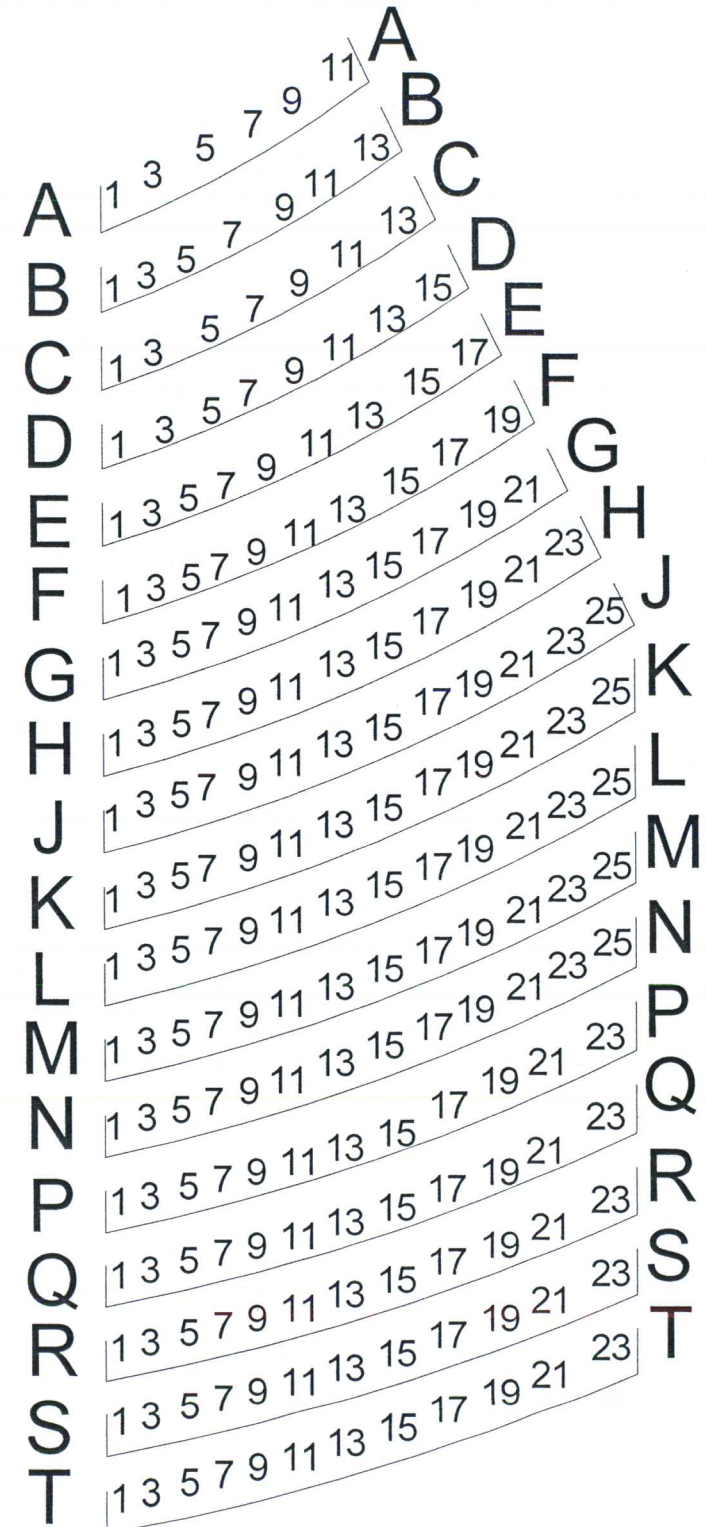 A 1 3 5 7 9 11 A
B 1 3 5 7 9 11 13 B
C 1 3 5 7 9 11 13 C
D 1 3 5 7 9 11 13 15 D
E 1 3 5 7 9 11 13 15 17 E
F 1 3 5 7 9 11 13 15 17 19 F
G 1 3 5 7 9 11 13 15 17 19 21 G
H 1 3 5 7 9 11 13 15 17 19 21 23 H
J 1 3 5 7 9 11 13 15 17 19 21 23 25 J
K 1 3 5 7 9 11 13 15 17 19 21 23 25 K
L 1 3 5 7 9 11 13 15 17 19 21 23 25 L
M 1 3 5 7 9 11 13 15 17 19 21 23 25 M
N 1 3 5 7 9 11 13 15 17 19 21 23 25 N
P 1 3 5 7 9 11 13 15 17 19 21 23 P
Q 1 3 5 7 9 11 13 15 17 19 21 23 Q
R 1 3 5 7 9 11 13 15 17 19 21 23 R
S 1 3 5 7 9 11 13 15 17 19 21 23 S
T 1 3 5 7 9 11 13 15 17 19 21 23 T